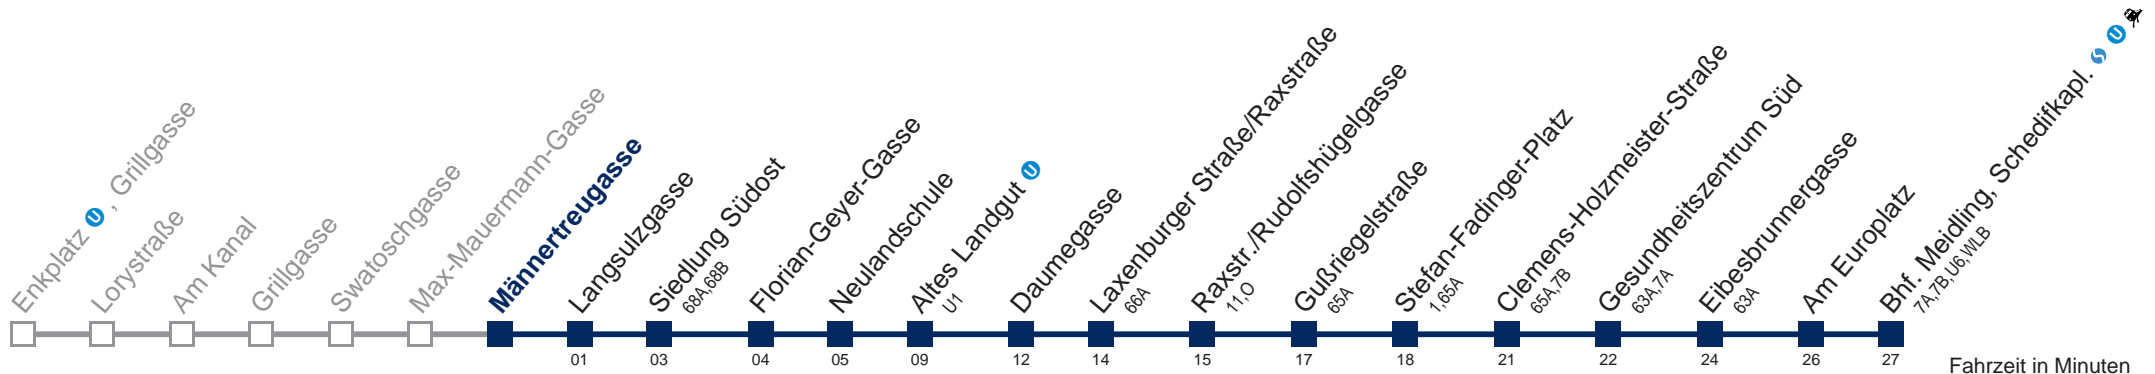 Enkplatz U , Grillgasse
Lorystraße
Am Kanal
Grillgasse
Swatoschgasse
Max-Mauermann-Gasse
Männertreugasse
Langsulzgasse
Siedlung Südost
68A,68B
Florian-Geyer-Gasse
Neulandschule
Altes Landgut U
U1
Daumegasse
Laxenburger Straße/Raxstraße
66A
Raxstr./Rudolfshügelgasse
11,O
Gußriegelstraße
65A
Stefan-Fadinger-Platz
1,65A
Clemens-Holzmeister-Straße
65A,7B
Gesundheitszentrum Süd
63A,7A
Eibesbrunnergasse
63A
Am Europlatz
Bhf. Meidling, Schedifkapl. S U
7A,7B,U6,WLB
01 03 04 05 09 12 14 15 17 18 21 22 24 26 27
Fahrzeit in Minuten